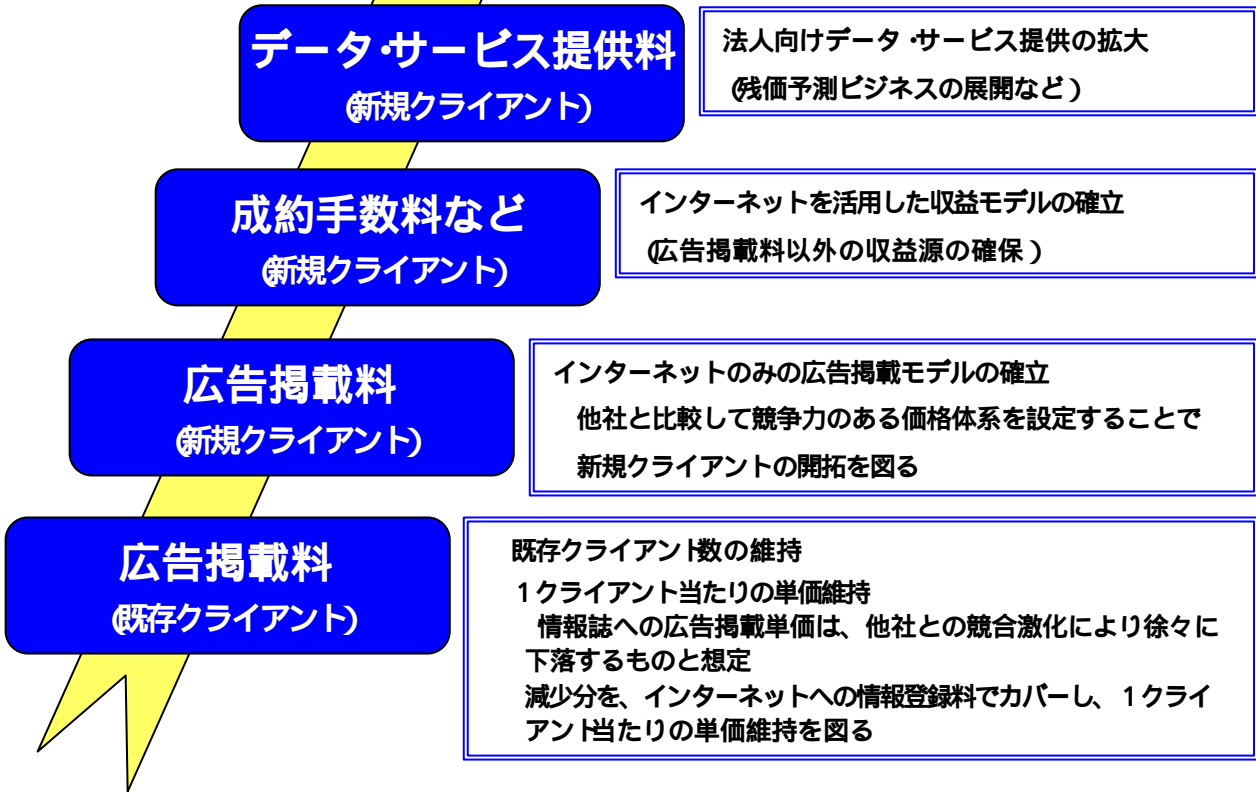 データ・サービス提供料
(新規クライアント)
法人向けデータ・サービス提供の拡大
(残価予測ビジネスの展開など)
成約手数料など
(新規クライアント)
インターネットを活用した収益モデルの確立
(広告掲載料以外の収益源の確保)
広告掲載料
(新規クライアント)
インターネットのみの広告掲載モデルの確立
他社と比較して競争力のある価格体系を設定することで
新規クライアントの開拓を図る
広告掲載料
(既存クライアント)
既存クライアント数の維持
1クライアント当たりの単価維持
情報誌への広告掲載単価は、他社との競合激化により徐々に
下落するものと想定
減少分を、インターネットへの情報登録料でカバーし、1クライ
アント当たりの単価維持を図る